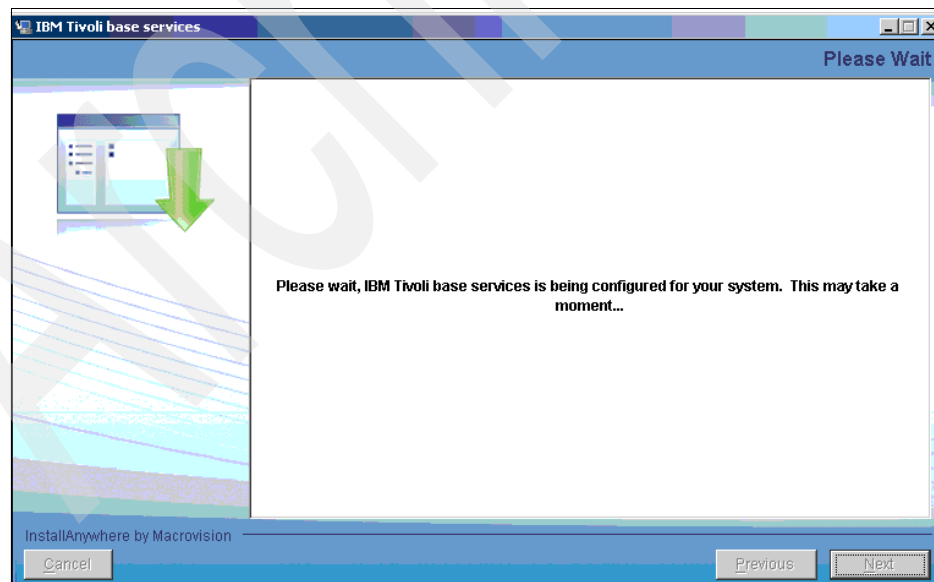 IBM Tivoli base services
Please Wait
Please wait, IBM Tivoli base services is being configured for your system. This may take a
moment...
InstallAnywhere by Macrovision
Cancel
Previous
Next